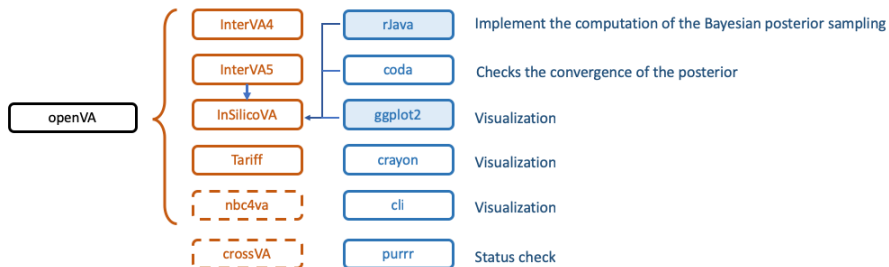 InterVA4 rJava Implement the computation of the Bayesian posterior sampling
InterVA5 coda Checks the convergence of the posterior
openVA InSilicoVA ggplot2 Visualization
Tariff crayon Visualization
nbc4va cli Visualization
crossVA purrr Status check